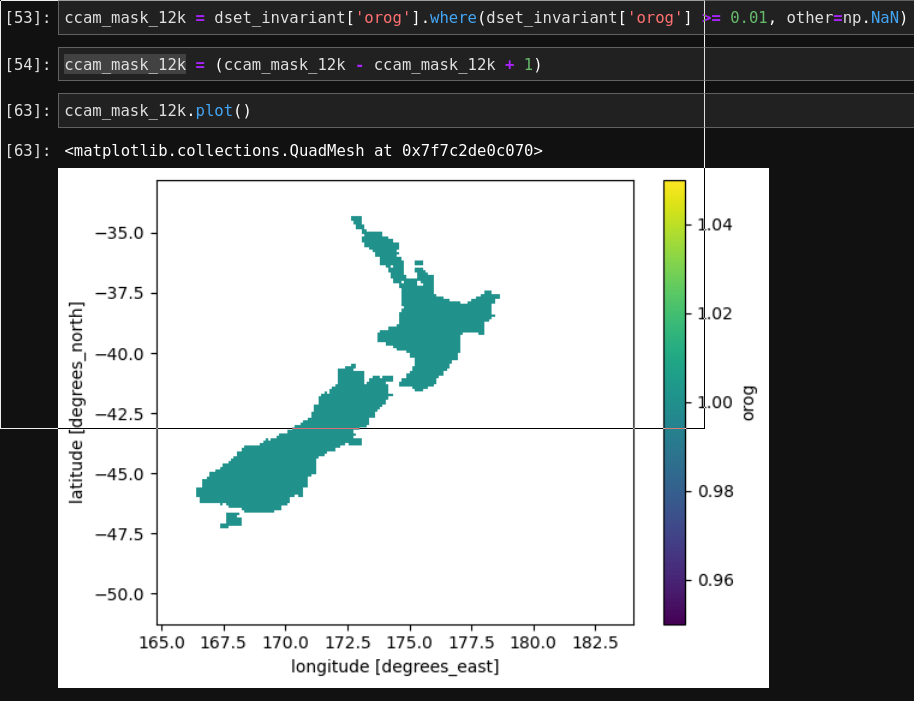 [53]: ccam_mask_12k = dset_invariant['orog'].where(dset_invariant['orog'] >= 0.01, other=np.NaN)
[54]: ccam_mask_12k = (ccam_mask_12k - ccam_mask_12k + 1)
[63]: ccam_mask_12k.plot()
[63]: <matplotlib.collections.QuadMesh at 0x7f7c2de0c070>
−35.0
−37.5
−40.0
−42.5
−45.0
−47.5
−50.0
latitude [degrees_north]
165.0 167.5 170.0 172.5 175.0 177.5 180.0 182.5
longitude [degrees_east]
1.04
1.02
1.00
0.98
0.96
orog